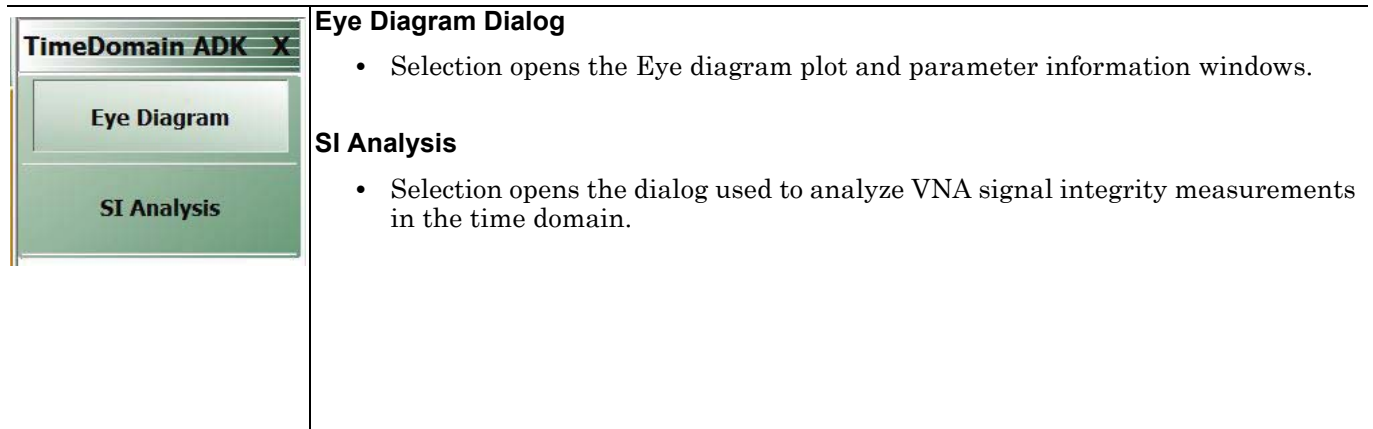 TimeDomain ADK X
Eye Diagram
SI Analysis
Eye Diagram Dialog
• Selection opens the Eye diagram plot and parameter information windows.
SI Analysis
• Selection opens the dialog used to analyze VNA signal integrity measurements
in the time domain.